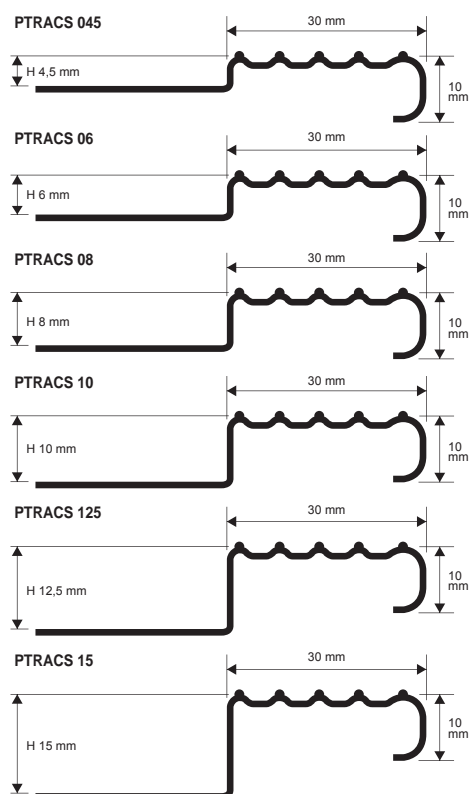 PTRACS 045
30 mm
H 4,5 mm
10
mm
PTRACS 06
30 mm
H 6 mm
10
mm
PTRACS 08
30 mm
H 8 mm
10
mm
PTRACS 10
30 mm
H 10 mm
10
mm
PTRACS 125
30 mm
H 12,5 mm
10
mm
PTRACS 15
30 mm
H 15 mm
10
mm